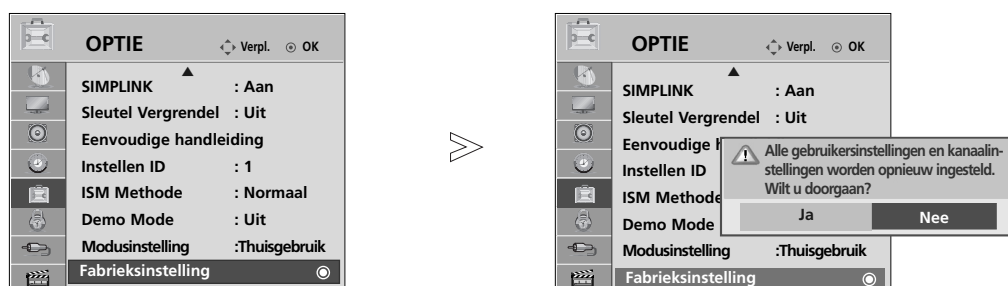 OPTIE Verpl. OK
SIMPLINK : Aan
Sleutel Vergrendel : Uit
Eenvoudige handleiding
Instellen ID : 1
ISM Methode : Normaal
Demo Mode : Uit
Modusinstelling :Thuisgebruik
Fabrieksinstelling
OPTIE Verpl. OK
SIMPLINK : Aan
Sleutel Vergrendel : Uit
Eenvoudige
Instellen ID
ISM Methode
Demo Mode
Modusinstelling :Thuisgebruik
Fabrieksinstelling
Alle gebruikersinstellingen en kanaalin-
stellingen worden opnieuw ingesteld.
Wilt u doorgaan?
Ja Nee